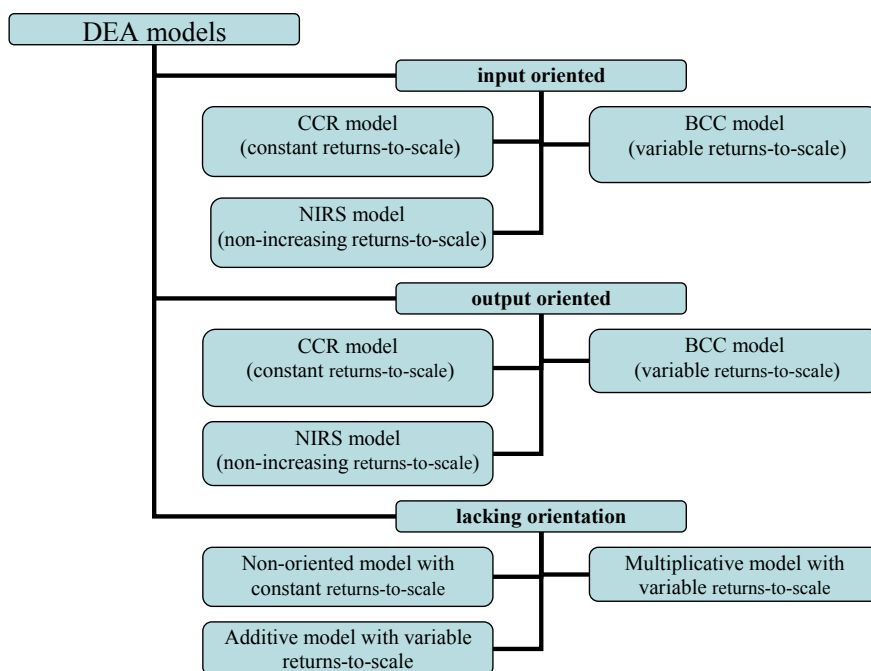 DEA models
input oriented
CCR model
(constant returns-to-scale)
BCC model
(variable returns-to-scale)
NIRS model
(non-increasing returns-to-scale)
output oriented
CCR model
(constant returns-to-scale)
BCC model
(variable returns-to-scale)
NIRS model
(non-increasing returns-to-scale)
lacking orientation
Non-oriented model with
constant returns-to-scale
Multiplicative model with
variable returns-to-scale
Additive model with variable
returns-to-scale